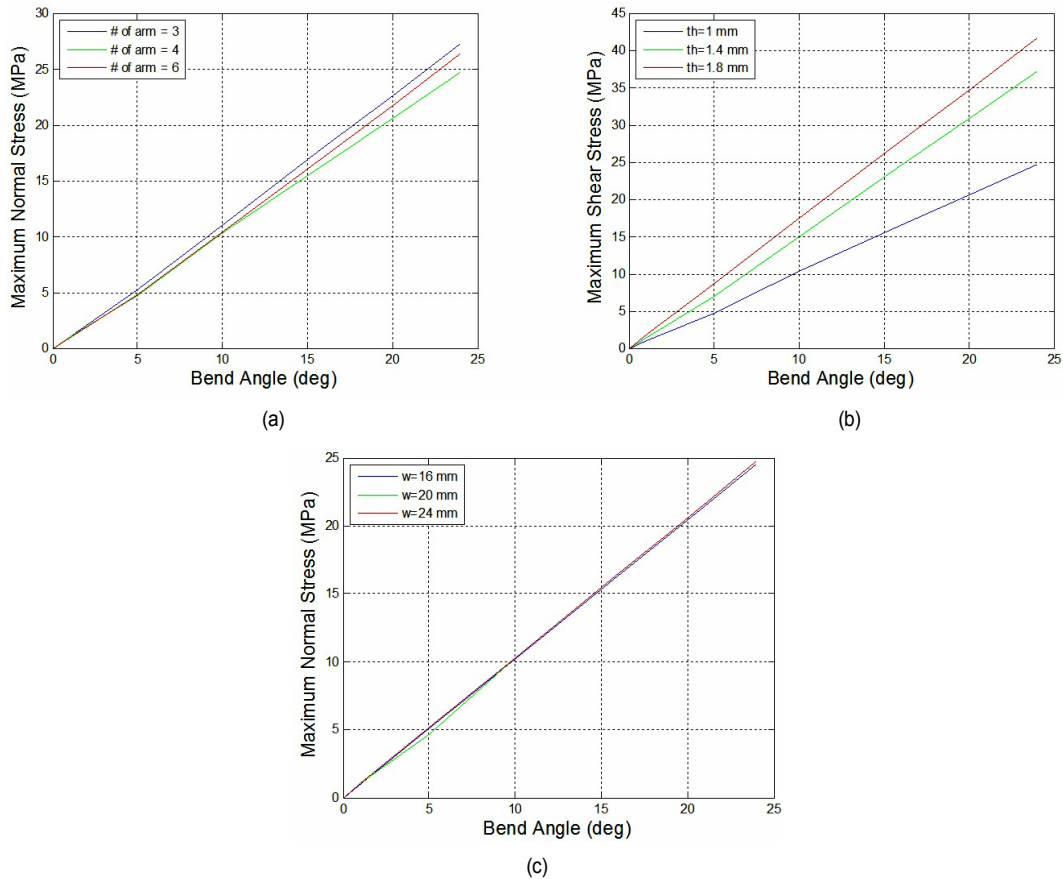 30
25
20
15
10
5
0
0 5 10 15 20 25
Maximum Normal Stress (MPa)
Bend Angle (deg)
# of arm = 3
# of arm = 4
# of arm = 6
(a)
45
40
35
30
25
20
15
10
5
0
0 5 10 15 20 25
Maximum Shear Stress (MPa)
Bend Angle (deg)
th=1 mm
th=1.4 mm
th=1.8 mm
(b)
25
20
15
10
5
0
0 5 10 15 20 25
Maximum Normal Stress (MPa)
Bend Angle (deg)
w=16 mm
w=20 mm
w=24 mm
(c)